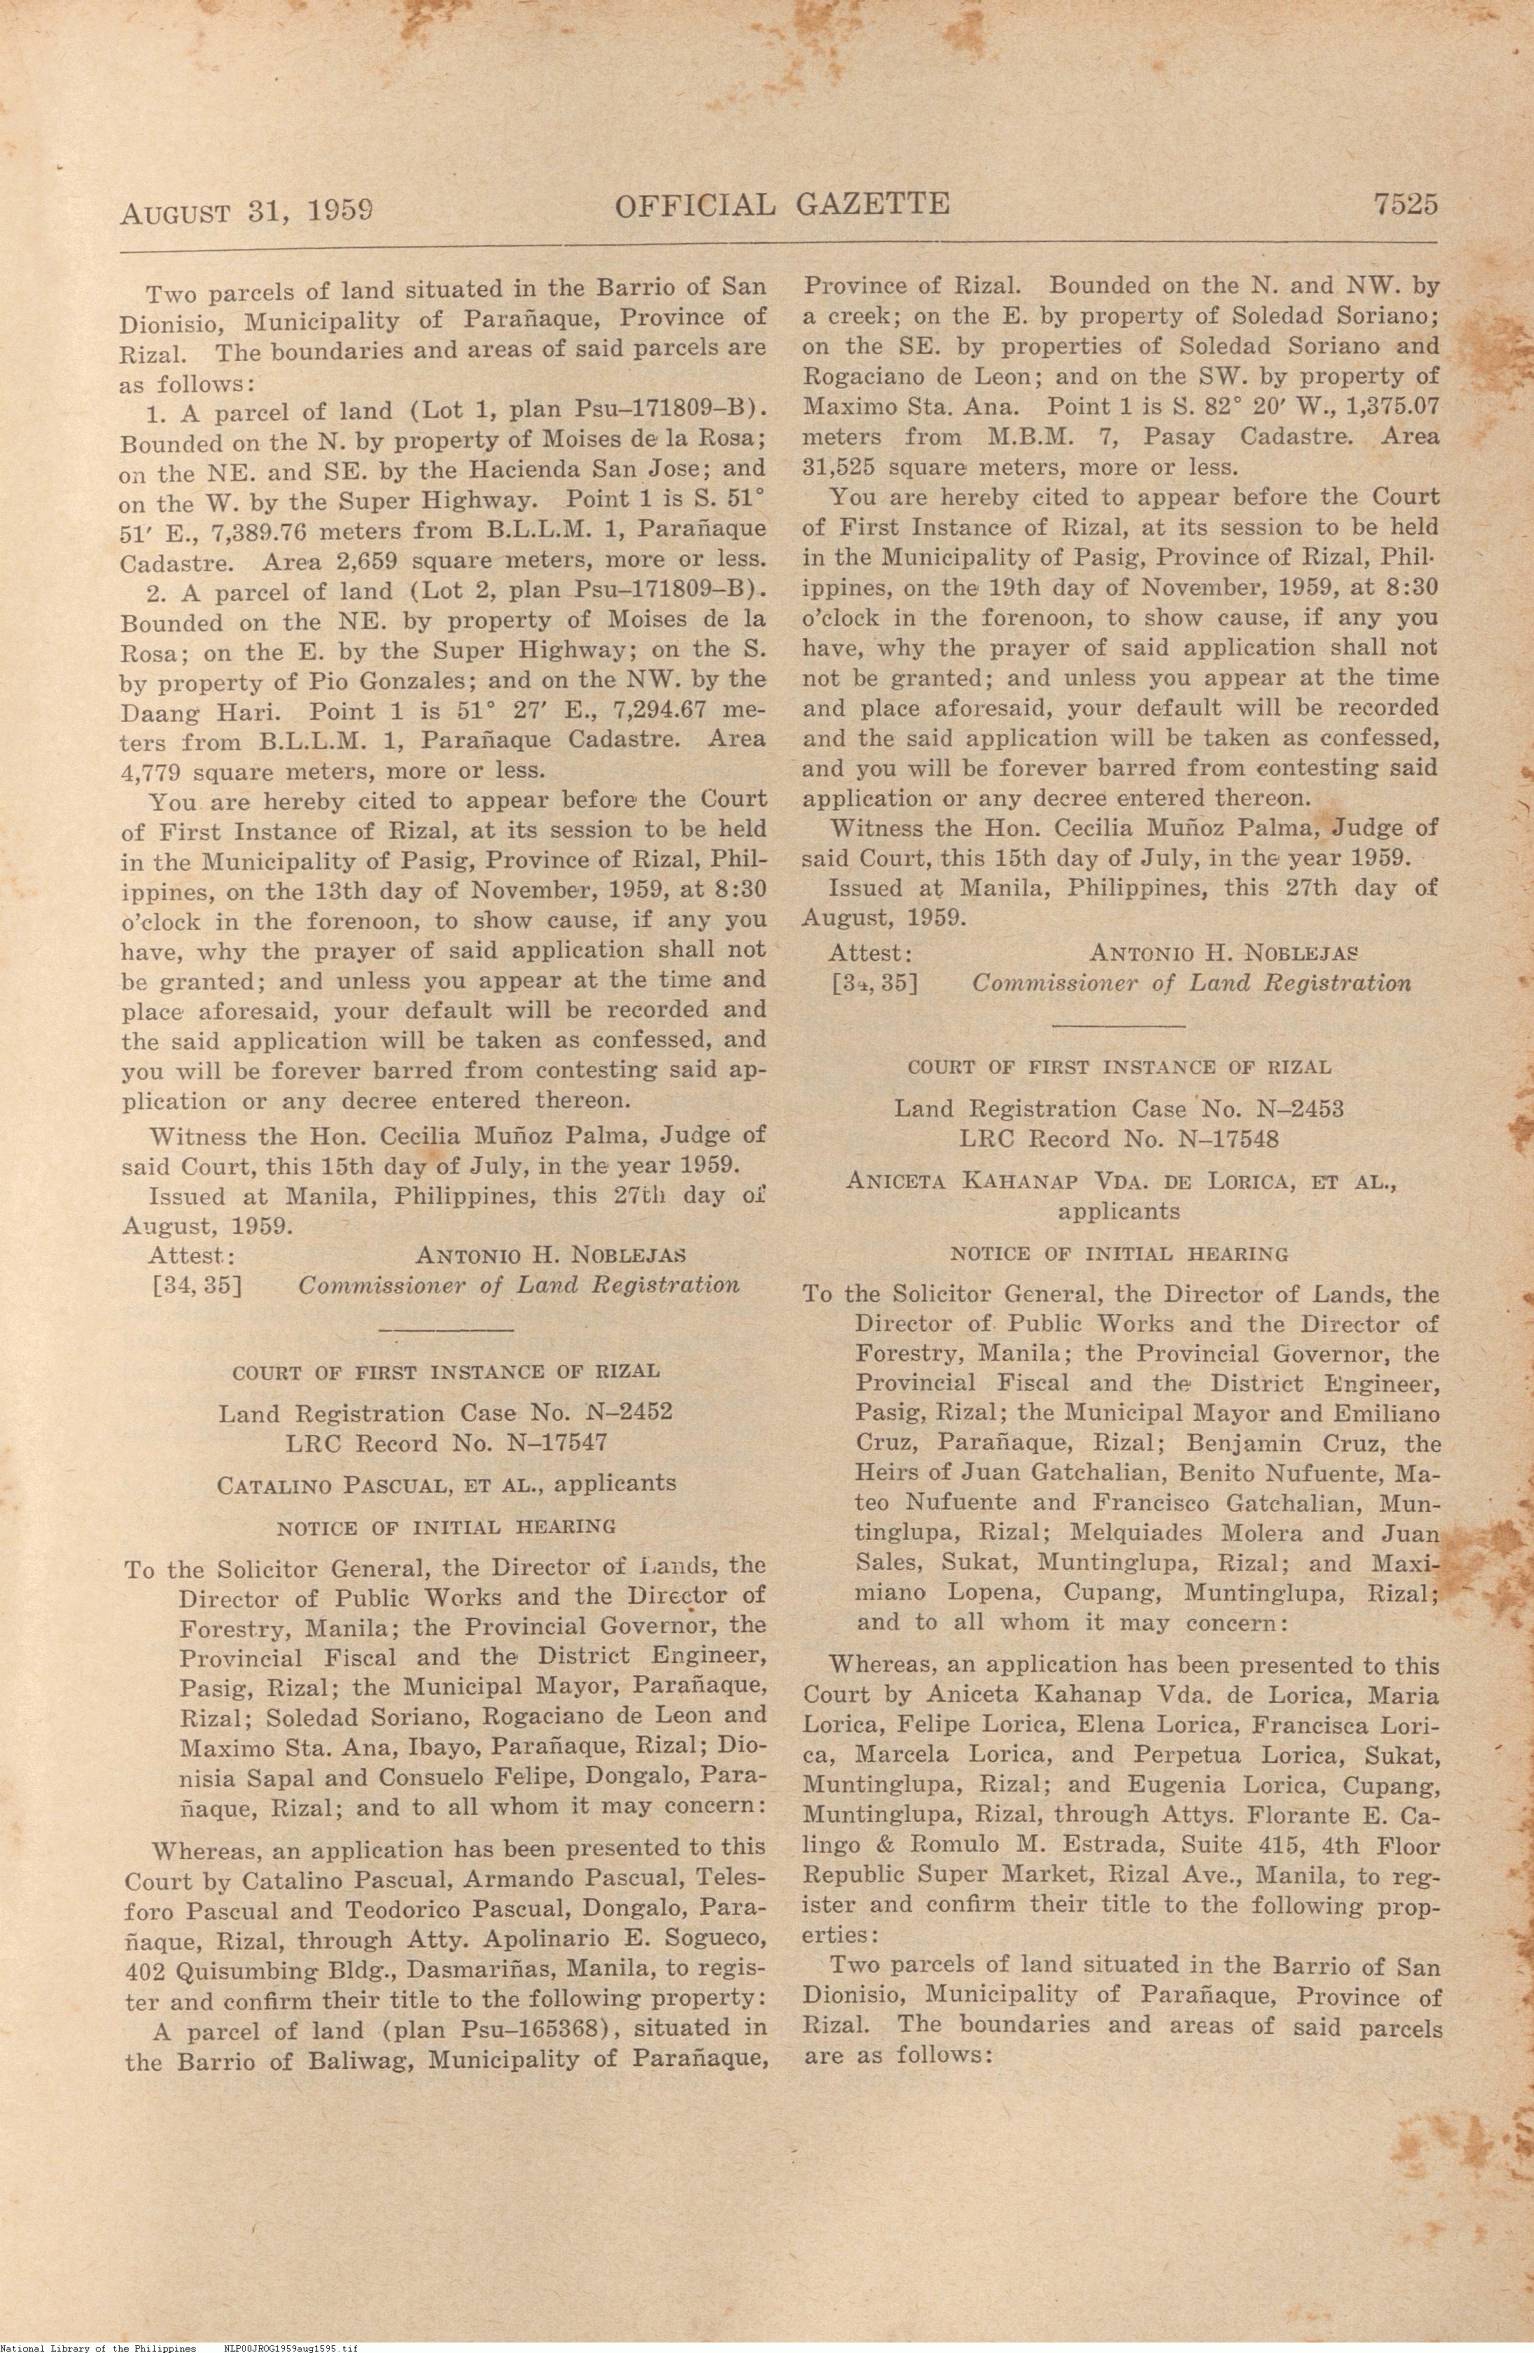 AUGUST 31, 1959 OFFICIAL GAZETTE 7525
Two parcels of land situated in the Barrio of San
Dionisio, Municipality of Parañaque, Province of
Rizal. The boundaries and areas of said parcels are
as follows:
1. A parcel of land (Lot 1, plan Psu–171809–B).
Bounded on the N. by property of Moises de la Rosa;
on the NE. and SE. by the Hacienda San Jose; and
on the W. by the Super Highway. Point 1 is S. 51°
51′ E., 7,389.76 meters from B.L.L.M. 1, Parañaque
Cadastre. Area 2,659 square meters, more or less.
2. A parcel of land (Lot 2, plan Psu–171809–B).
Bounded on the NE. by property of Moises de la
Rosa; on the E. by the Super Highway; on the S.
by property of Pio Gonzales; and on the NW. by the
Daang Hari. Point 1 is 51° 27′ E., 7,294.67 me-
ters from B.L.L.M. 1, Parañaque Cadastre. Area
4,779 square meters, more or less.
You are hereby cited to appear before the Court
of First Instance of Rizal, at its session to be held
in the Municipality of Pasig, Province of Rizal, Phil-
ippines, on the 13th day of November, 1959, at 8:30
o'clock in the forenoon, to show cause, if any you
have, why the prayer of said application shall not
be granted; and unless you appear at the time and
place aforesaid, your default will be recorded and
the said application will be taken as confessed, and
you will be forever barred from contesting said ap-
plication or any decree entered thereon.
Witness the Hon. Cecilia Muñoz Palma, Judge of
said Court, this 15th day of July, in the year 1959.
Issued at Manila, Philippines, this 27th day of
August, 1959.
Attest: ANTONIO H. NOBLEJAS
[34, 35] Commissioner of Land Registration
COURT OF FIRST INSTANCE OF RIZAL
Land Registration Case No. N–2452
LRC Record No. N–17547
CATALINO PASCUAL, ET AL., applicants
NOTICE OF INITIAL HEARING
To the Solicitor General, the Director of Lands, the
Director of Public Works and the Director of
Forestry, Manila; the Provincial Governor, the
Provincial Fiscal and the District Engineer,
Pasig, Rizal; the Municipal Mayor, Parañaque,
Rizal; Soledad Soriano, Rogaciano de Leon and
Maximo Sta. Ana, Ibayo, Parañaque, Rizal; Dio-
nisia Sapal and Consuelo Felipe, Dongalo, Para-
ñaque, Rizal; and to all whom it may concern:
Whereas, an application has been presented to this
Court by Catalino Pascual, Armando Pascual, Teles-
foro Pascual and Teodorico Pascual, Dongalo, Para-
ñaque, Rizal, through Atty. Apolinario E. Sogueco,
402 Quisumbing Bldg., Dasmariñas, Manila, to regis-
ter and confirm their title to the following property:
A parcel of land (plan Psu–165368), situated in
the Barrio of Baliwag, Municipality of Parañaque,
Province of Rizal. Bounded on the N. and NW. by
a creek; on the E. by property of Soledad Soriano;
on the SE. by properties of Soledad Soriano and
Rogaciano de Leon; and on the SW. by property of
Maximo Sta. Ana. Point 1 is S. 82° 20′ W., 1,375.07
meters from M.B.M. 7, Pasay Cadastre. Area
31,525 square meters, more or less.
You are hereby cited to appear before the Court
of First Instance of Rizal, at its session to be held
in the Municipality of Pasig, Province of Rizal, Phil-
ippines, on the 19th day of November, 1959, at 8:30
o'clock in the forenoon, to show cause, if any you
have, why the prayer of said application shall not
not be granted; and unless you appear at the time
and place aforesaid, your default will be recorded
and the said application will be taken as confessed,
and you will be forever barred from contesting said
application or any decree entered thereon.
Witness the Hon. Cecilia Muñoz Palma, Judge of
said Court, this 15th day of July, in the year 1959.
Issued at Manila, Philippines, this 27th day of
August, 1959.
Attest: ANTONIO H. NOBLEJAS
[34, 35] Commissioner of Land Registration
COURT OF FIRST INSTANCE OF RIZAL
Land Registration Case No. N–2453
LRC Record No. N–17548
ANICETA KAHANAP VDA. DE LORICA, ET AL.,
applicants
NOTICE OF INITIAL HEARING
To the Solicitor General, the Director of Lands, the
Director of Public Works and the Director of
Forestry, Manila; the Provincial Governor, the
Provincial Fiscal and the District Engineer,
Pasig, Rizal; the Municipal Mayor and Emiliano
Cruz, Parañaque, Rizal; Benjamin Cruz, the
Heirs of Juan Gatchalian, Benito Nufuente, Ma-
teo Nufuente and Francisco Gatchalian, Mun-
tinglupa, Rizal; Melquiades Molera and Juan
Sales, Sukat, Muntinglupa, Rizal; and Maxi-
miano Lopena, Cupang, Muntinglupa, Rizal;
and to all whom it may concern:
Whereas, an application has been presented to this
Court by Aniceta Kahanap Vda. de Lorica, Maria
Lorica, Felipe Lorica, Elena Lorica, Francisca Lori-
ca, Marcela Lorica, and Perpetua Lorica, Sukat,
Muntinglupa, Rizal; and Eugenia Lorica, Cupang,
Muntinglupa, Rizal, through Attys. Florante E. Ca-
lingo & Romulo M. Estrada, Suite 415, 4th Floor
Republic Super Market, Rizal Ave., Manila, to reg-
ister and confirm their title to the following prop-
erties:
Two parcels of land situated in the Barrio of San
Dionisio, Municipality of Parañaque, Province of
Rizal. The boundaries and areas of said parcels
are as follows:
National Library of the Philippines NLP00JROG1959aug1595.tif